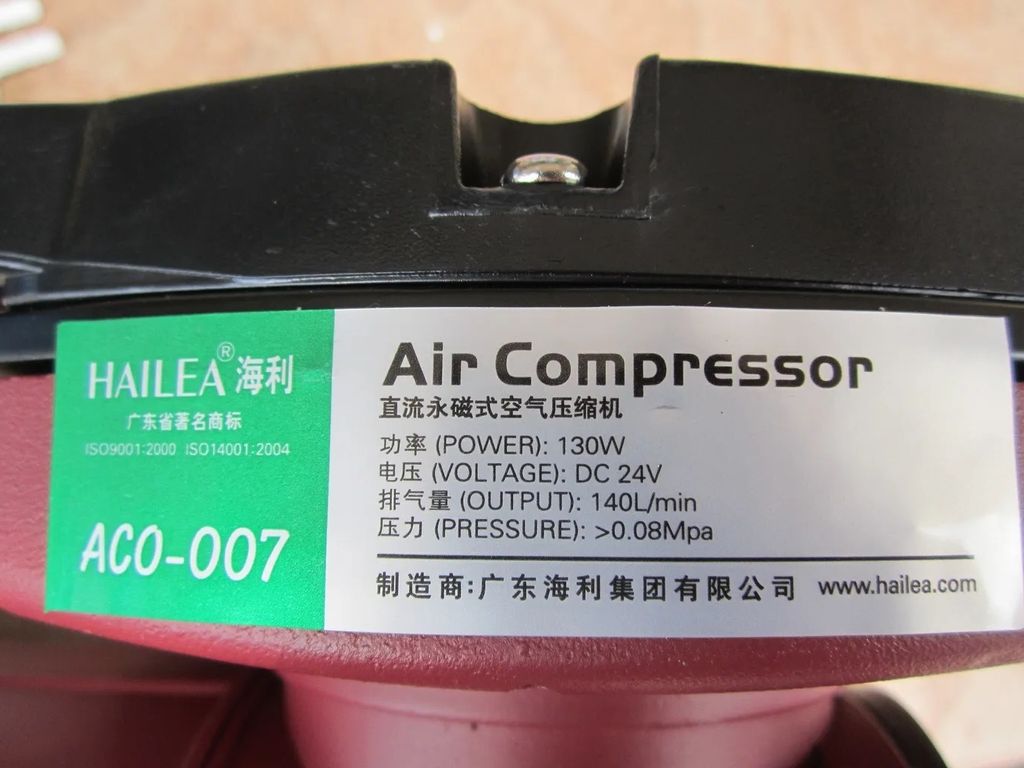 HAILEA® 海利
广东省著名商标
ISO9001:2000 ISO14001:2004
ACO-007
Air Compressor
直流永磁式空气压缩机
功率 (POWER): 130W
电压 (VOLTAGE): DC 24V
排气量 (OUTPUT): 140L/min
压力 (PRESSURE): >0.08Mpa
制造商:广东海利集团有限公司 www.hailea.com